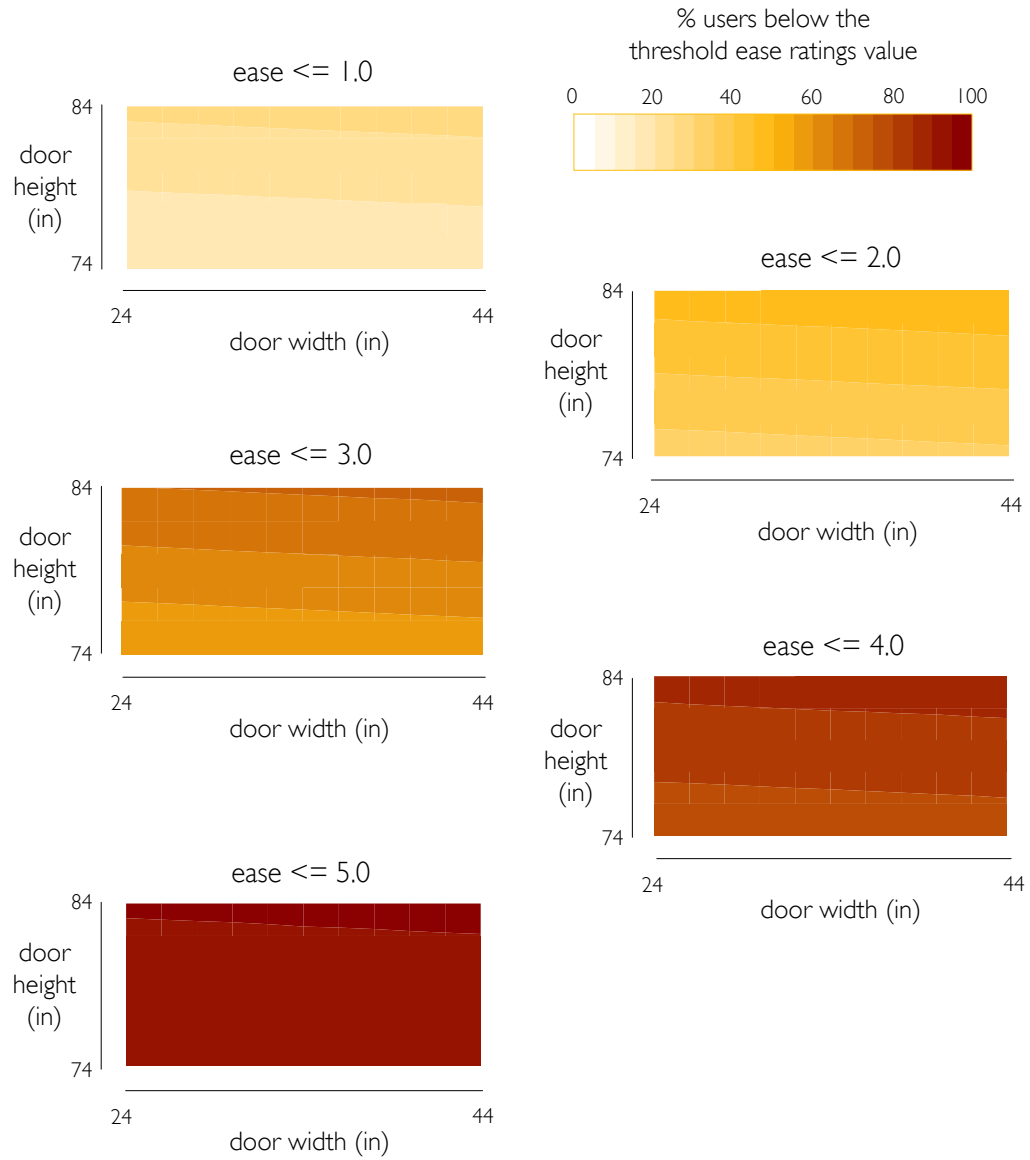 % users below the
threshold ease ratings value
0 20 40 60 80 100
ease <= 1.0
84
door
height
(in)
74
24 44
door width (in)
ease <= 2.0
84
door
height
(in)
74
24 44
door width (in)
ease <= 3.0
84
door
height
(in)
74
24 44
door width (in)
ease <= 4.0
84
door
height
(in)
74
24 44
door width (in)
ease <= 5.0
84
door
height
(in)
74
24 44
door width (in)